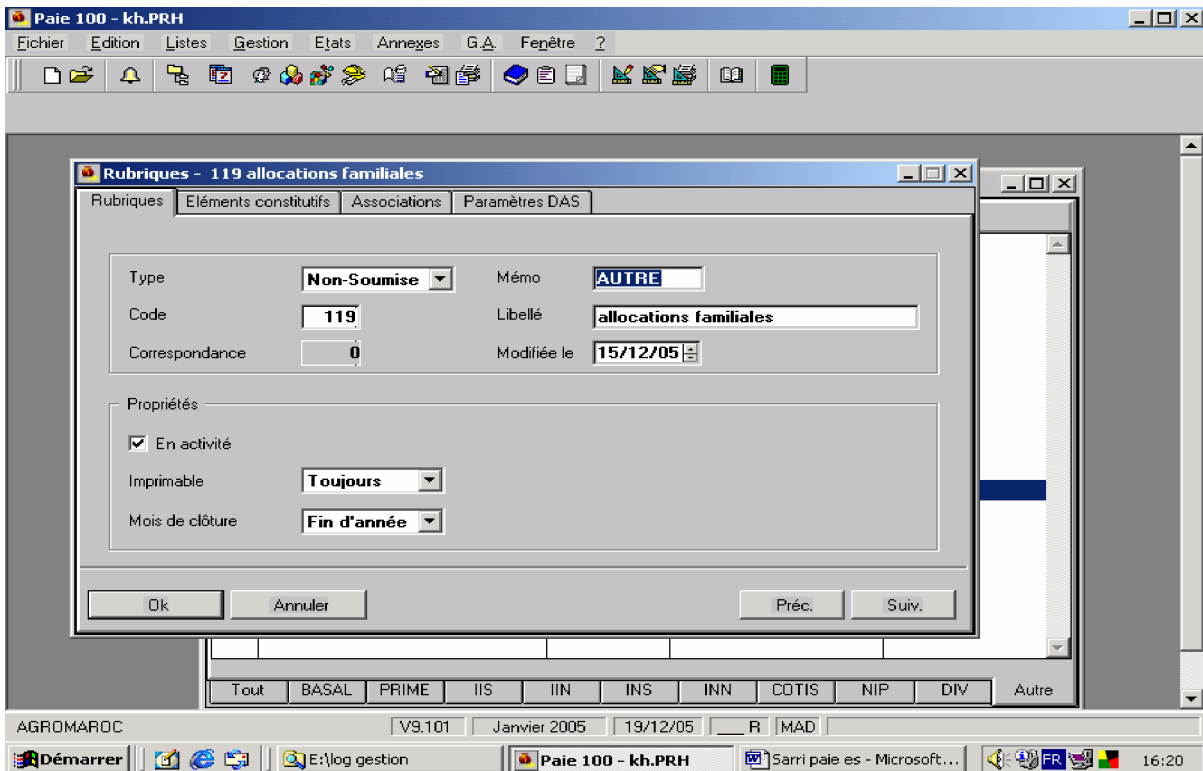 Paie 100 - kh.PRH
Fichier Edition Listes Gestion Etats Annexes G.A. Fenêtre ?
Rubriques - 119 allocations familiales
Rubriques Eléments constitutifs Associations Paramètres DAS
Type Non-Soumise Mémo AUTRE
Code 119 Libellé allocations familiales
Correspondance 0 Modifiée le 15/12/05
Propriétés
En activité
Imprimable Toujours
Mois de clôture Fin d'année
Ok Annuler Préc. Suiv.
Tout BASAL PRIME IIS IIN INS INN COTIS NIP DIV Autre
AGROMAROC V9.101 Janvier 2005 19/12/05 ___ R MAD
Démarrer E:\log gestion Paie 100 - kh.PRH Sarri paie es - Microsoft... FR 16:20